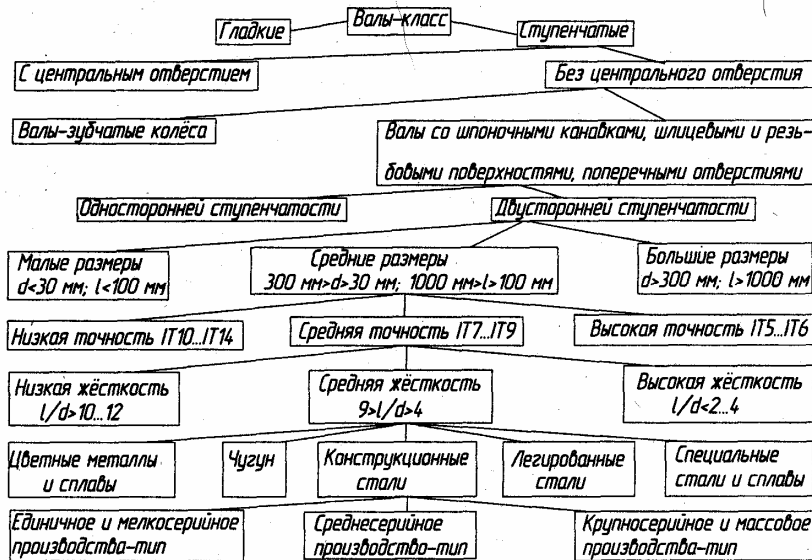 Валы-класс
Гладкие
Ступенчатые
С центральным отверстием
Без центрального отверстия
Валы-зубчатые колёса
Валы со шпоночными канавками, шлицевыми и резь-
бовыми поверхностями, поперечными отверстиями
Односторонней ступенчатости
Двусторонней ступенчатости
Малые размеры
d<30 мм; l<100 мм
Средние размеры
300 мм>d>30 мм; 1000 мм>l>100 мм
Большие размеры
d>300 мм; l>1000 мм
Низкая точность IT10...IT14
Средняя точность IT7...IT9
Высокая точность IT5...IT6
Низкая жёсткость
l/d>10...12
Средняя жёсткость
9>l/d>4
Высокая жёсткость
l/d<2...4
Цветные металлы
и сплавы
Чугун
Конструкционные
стали
Легированные
стали
Специальные
стали и сплавы
Единичное и мелкосерийное
производства-тип
Среднесерийное
производство-тип
Крупносерийное и массовое
производства-тип